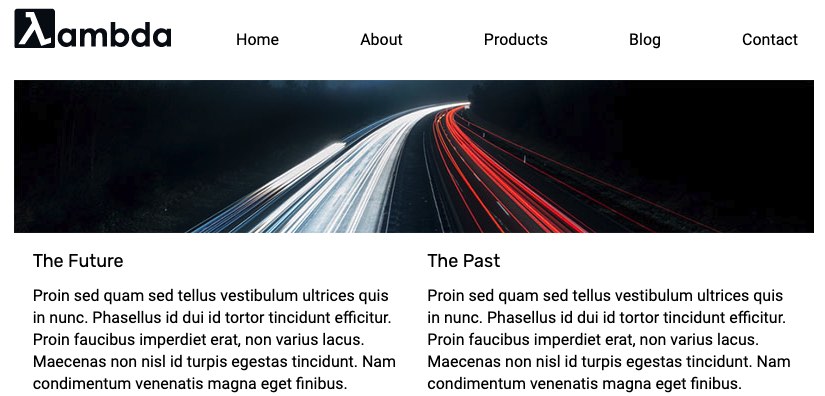 λambda
Home About Products Blog Contact
The Future
Proin sed quam sed tellus vestibulum ultrices quis
in nunc. Phasellus id dui id tortor tincidunt efficitur.
Proin faucibus imperdiet erat, non varius lacus.
Maecenas non nisl id turpis egestas tincidunt. Nam
condimentum venenatis magna eget finibus.
The Past
Proin sed quam sed tellus vestibulum ultrices quis
in nunc. Phasellus id dui id tortor tincidunt efficitur.
Proin faucibus imperdiet erat, non varius lacus.
Maecenas non nisl id turpis egestas tincidunt. Nam
condimentum venenatis magna eget finibus.